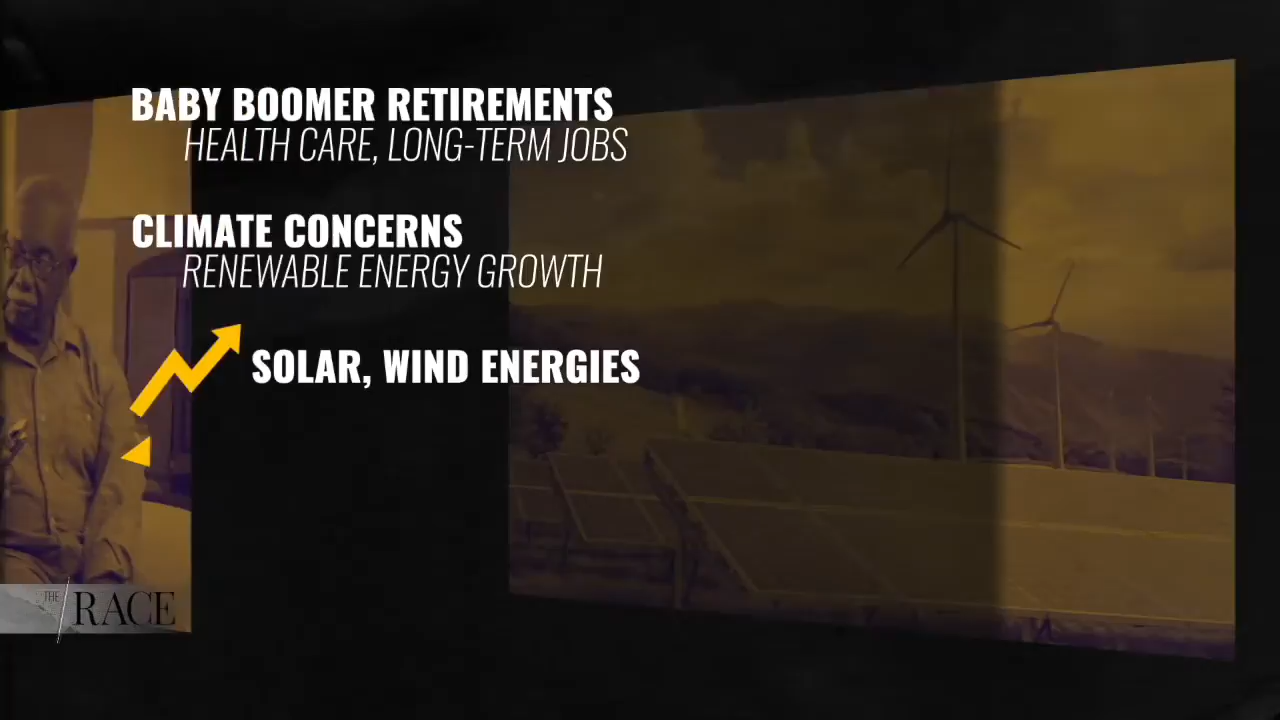 BABY BOOMER RETIREMENTS
HEALTH CARE, LONG-TERM JOBS
CLIMATE CONCERNS
RENEWABLE ENERGY GROWTH
SOLAR, WIND ENERGIES
THE RACE